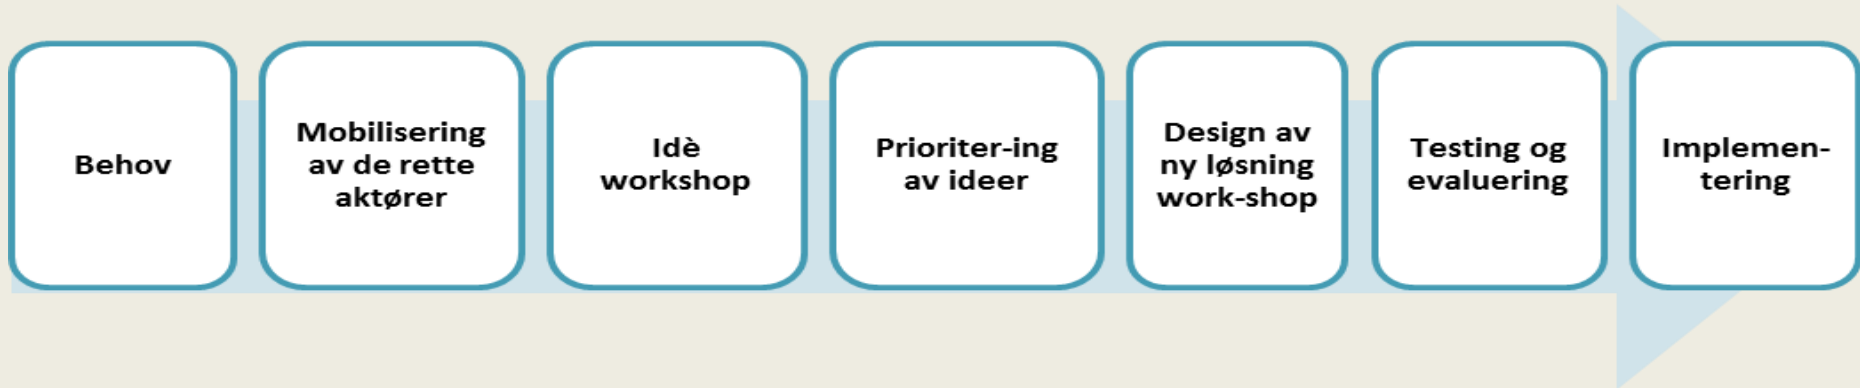 Behov
Mobilisering
av de rette
aktører
Idè
workshop
Prioriter-ing
av ideer
Design av
ny løsning
work-shop
Testing og
evaluering
Implemen-
tering